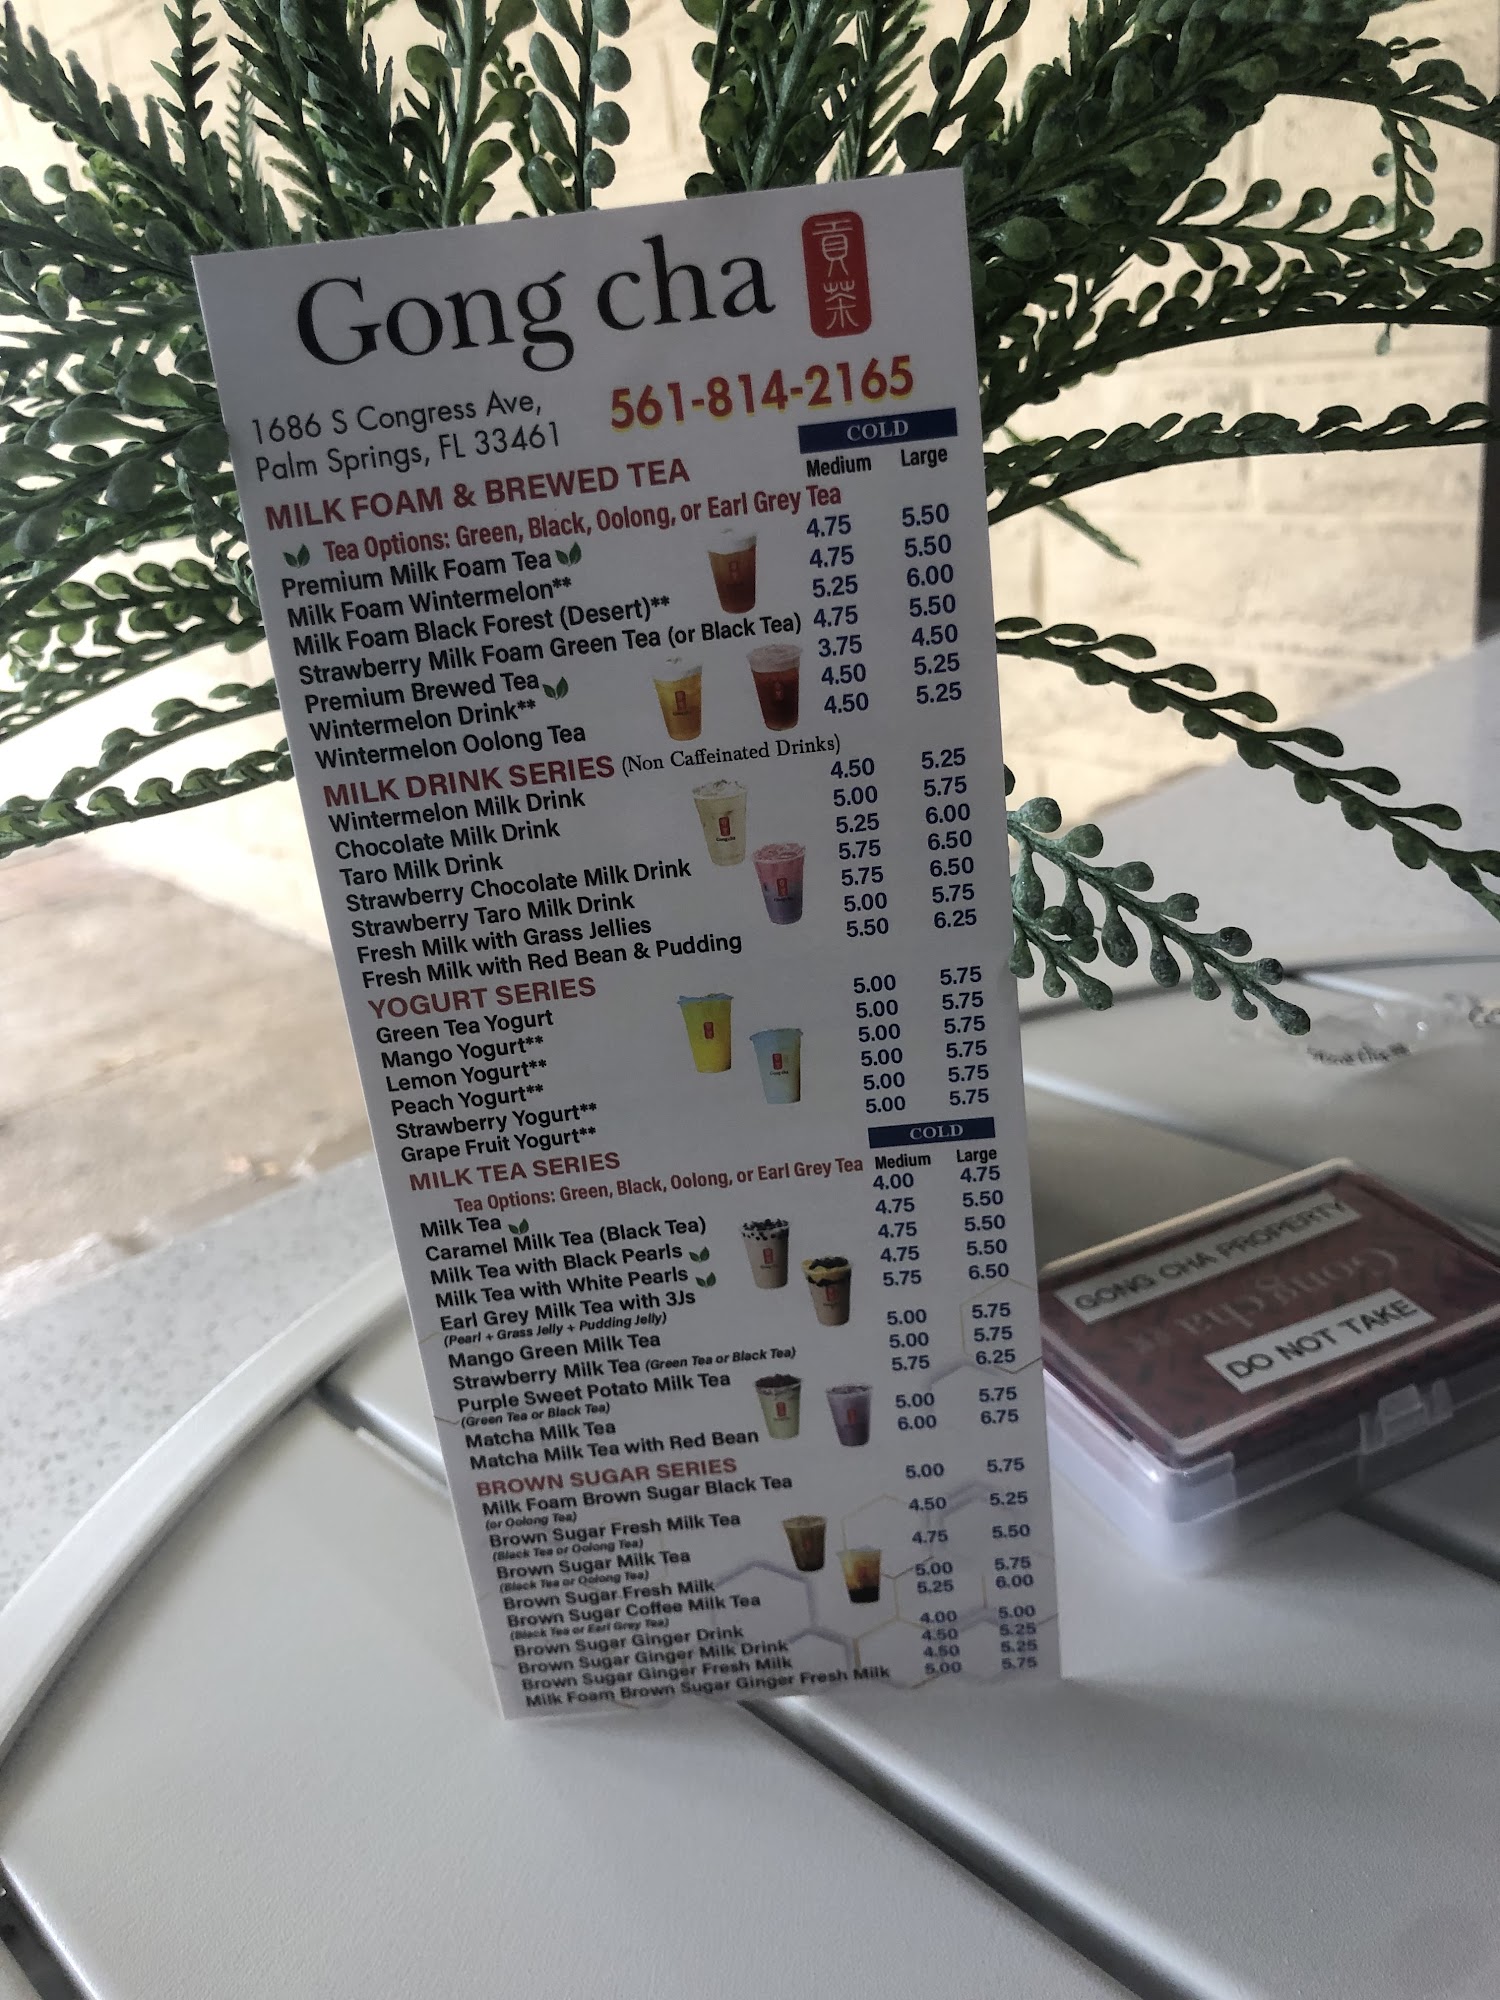 Gong cha 貢茶
1686 S Congress Ave,
Palm Springs, FL 33461
561-814-2165
COLD
MILK FOAM & BREWED TEA Medium Large
Tea Options: Green, Black, Oolong, or Earl Grey Tea
Premium Milk Foam Tea 4.75 5.50
Milk Foam Wintermelon** 4.75 5.50
Milk Foam Black Forest (Desert)** 5.25 6.00
Strawberry Milk Foam Green Tea (or Black Tea) 4.75 5.50
Premium Brewed Tea 3.75 4.50
Wintermelon Drink** 4.50 5.25
Wintermelon Oolong Tea 4.50 5.25
MILK DRINK SERIES (Non Caffeinated Drinks)
Wintermelon Milk Drink 4.50 5.25
Chocolate Milk Drink 5.00 5.75
Taro Milk Drink 5.25 6.00
Strawberry Chocolate Milk Drink 5.75 6.50
Strawberry Taro Milk Drink 5.75 6.50
Fresh Milk with Grass Jellies 5.00 5.75
Fresh Milk with Red Bean & Pudding 5.50 6.25
YOGURT SERIES
Green Tea Yogurt 5.00 5.75
Mango Yogurt** 5.00 5.75
Lemon Yogurt** 5.00 5.75
Peach Yogurt** 5.00 5.75
Strawberry Yogurt** 5.00 5.75
Grape Fruit Yogurt** 5.00 5.75
COLD
MILK TEA SERIES Medium Large
Tea Options: Green, Black, Oolong, or Earl Grey Tea
Milk Tea 4.00 4.75
Caramel Milk Tea (Black Tea) 4.75 5.50
Milk Tea with Black Pearls 4.75 5.50
Milk Tea with White Pearls 4.75 5.50
Earl Grey Milk Tea with 3Js 5.75 6.50
(Pearl + Grass Jelly + Pudding Jelly)
Mango Green Milk Tea 5.00 5.75
Strawberry Milk Tea (Green Tea or Black Tea) 5.00 5.75
Purple Sweet Potato Milk Tea 5.75 6.25
(Green Tea or Black Tea)
Matcha Milk Tea 5.00 5.75
Matcha Milk Tea with Red Bean 6.00 6.75
BROWN SUGAR SERIES
Milk Foam Brown Sugar Black Tea 5.00 5.75
(or Oolong Tea)
Brown Sugar Fresh Milk Tea 4.50 5.25
(Black Tea or Oolong Tea)
Brown Sugar Milk Tea 4.75 5.50
(Black Tea or Oolong Tea)
Brown Sugar Fresh Milk 5.00 5.75
Brown Sugar Coffee Milk Tea 5.25 6.00
(Black Tea or Earl Grey Tea)
Brown Sugar Ginger Drink 4.00 5.00
Brown Sugar Ginger Milk Drink 4.50 5.25
Brown Sugar Ginger Fresh Milk 4.50 5.25
Milk Foam Brown Sugar Ginger Fresh Milk 5.00 5.75
GONG CHA PROPERTY
Gong cha
DO NOT TAKE